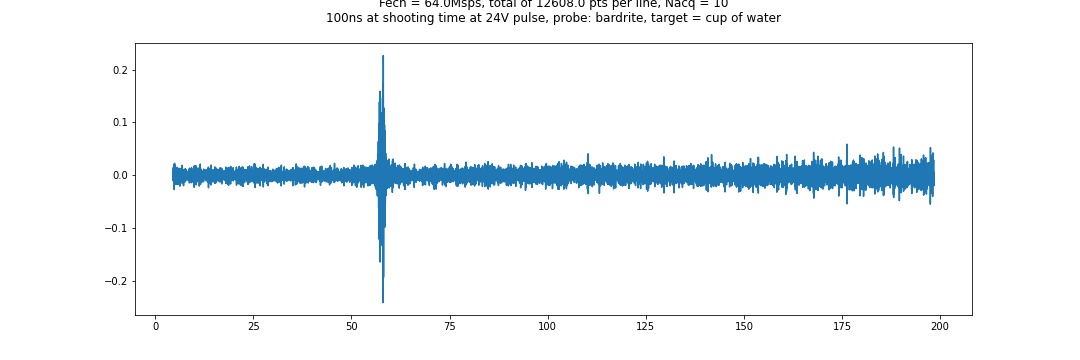 Fech = 64.0Msps, total of 12608.0 pts per line, Nacq = 10
100ns at shooting time at 24V pulse, probe: bardrite, target = cup of water
0.2
0.1
0.0
−0.1
−0.2
0 25 50 75 100 125 150 175 200